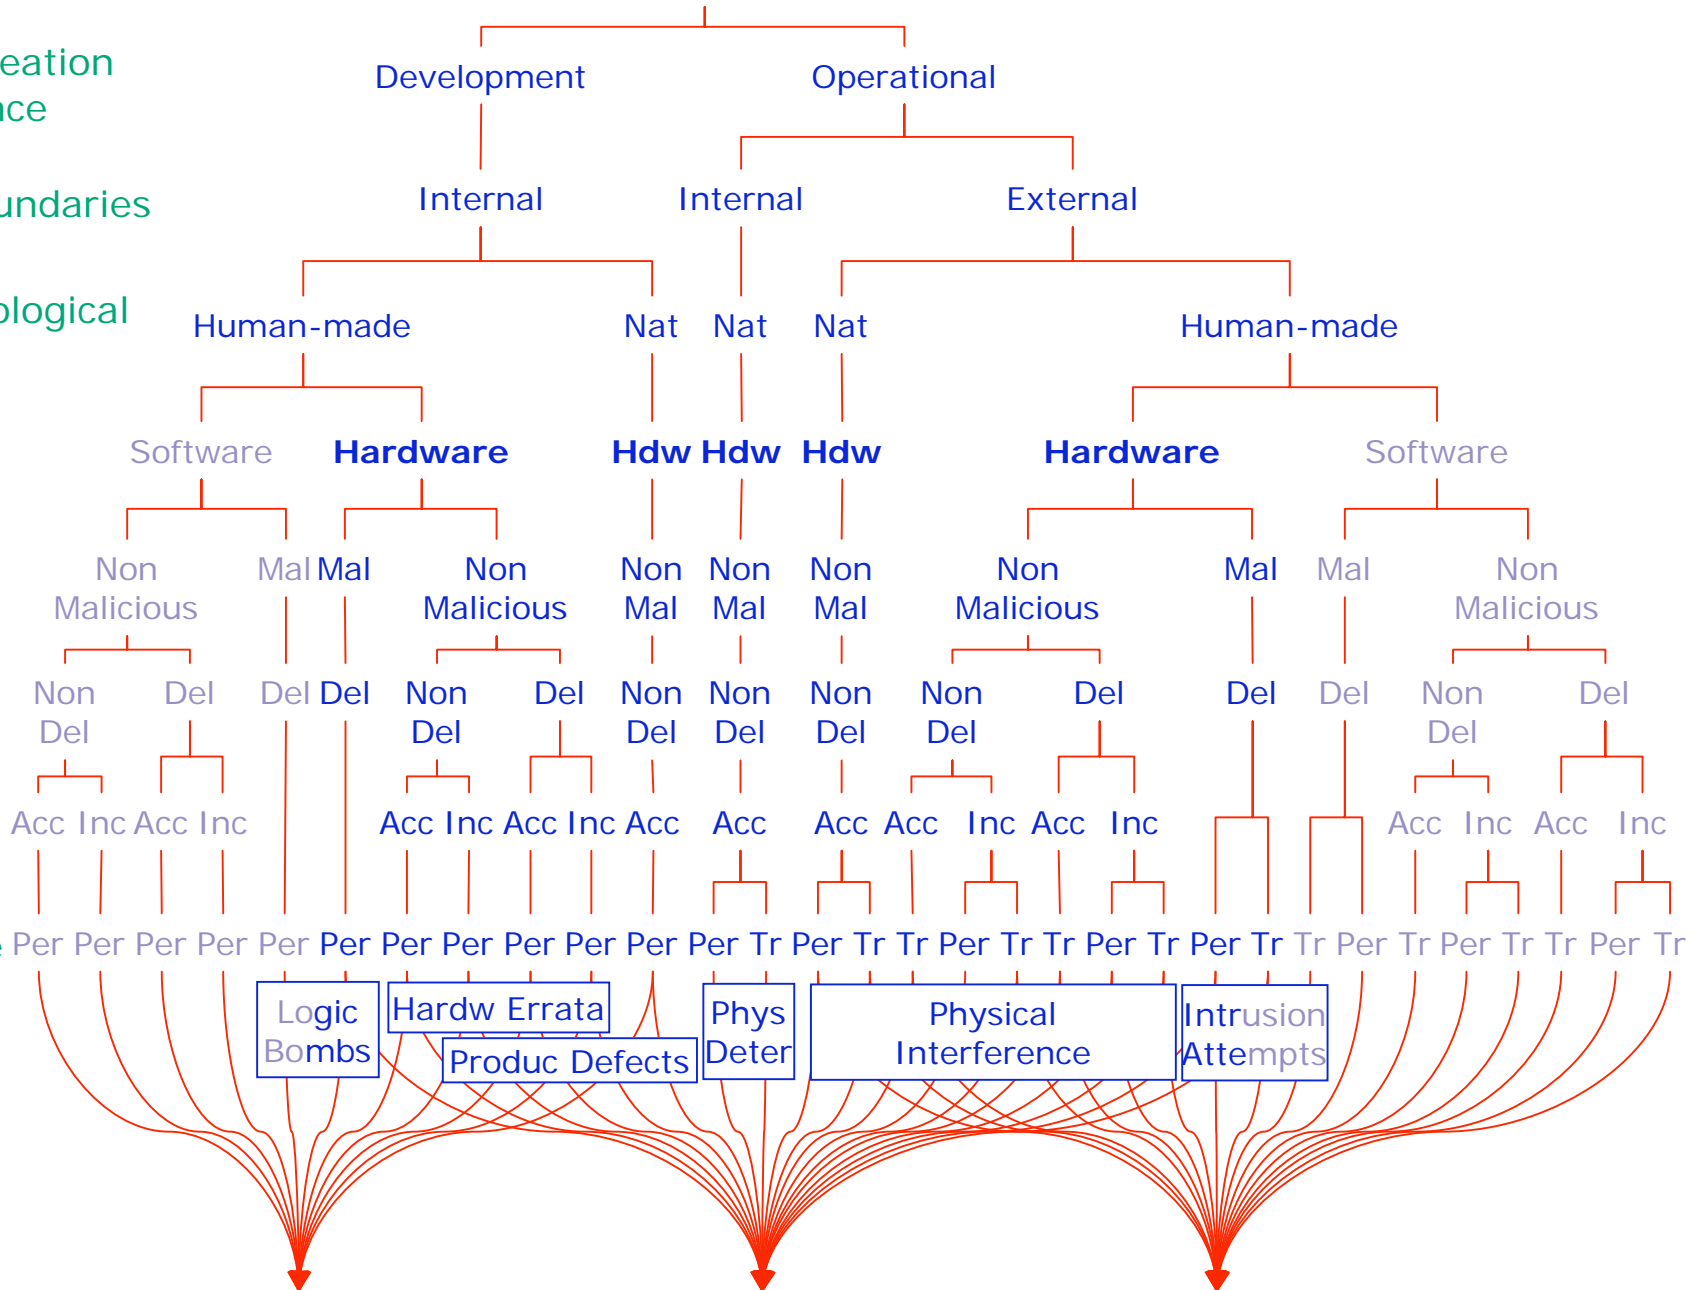 eation
nce
Development Operational
undaries
Internal Internal External
ological
Human-made Nat Nat Nat Human-made
Software Hardware Hdw Hdw Hdw Hardware Software
Non Mal Mal Non Non Non Non Non Mal Mal Non
Malicious Malicious Mal Mal Mal Malicious Malicious
Non Del Del Del Non Del Non Non Non Non Del Del Del Non Del
Del Del Del Del Del Del Del
Acc Inc Acc Inc Acc Inc Acc Inc Acc Acc Acc Acc Inc Acc Inc Acc Inc Acc Inc
e Per Per Per Per Per Per Per Per Per Per Per Per Tr Per Tr Tr Per Tr Tr Per Tr Per Tr Tr Per Tr Per Tr Tr Per Tr
Logic
Bombs
Hardw Errata
Produc Defects
Phys
Deter
Physical
Interference
Intrusion
Attempts